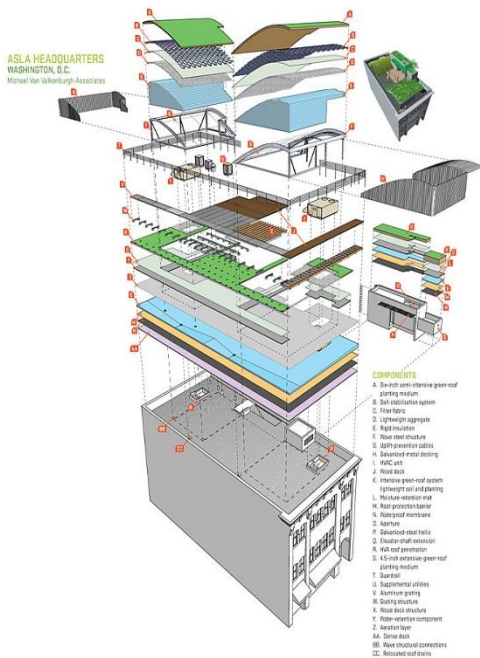 ASLA HEADQUARTERS
WASHINGTON, D.C.
Michael Van Valkenburgh Associates
COMPONENTS
A. Six-inch semi-intensive green-roof
planting medium
B. Soil-stabilization system
C. Filter fabric
D. Lightweight aggregate
E. Rigid insulation
F. Wave steel structure
G. Uplift-prevention cables
H. Galvanized-metal decking
I. HVAC unit
J. Wood deck
K. Intensive green-roof system
lightweight soil and planting
L. Moisture-retention mat
M. Root-protection barrier
N. Waterproof membrane
O. Aperture
P. Galvanized-steel trellis
Q. Elevator-shaft extension
R. HVA roof penetration
S. 4.5-inch extensive-green-roof
planting medium
T. Guardrail
U. Supplemental utilities
V. Aluminum grating
W. Grating structure
X. Wood deck structure
Y. Water-retention component
Z. Aeration layer
AA. Dense deck
BB. Wave structural connections
CC. Relocated roof drains